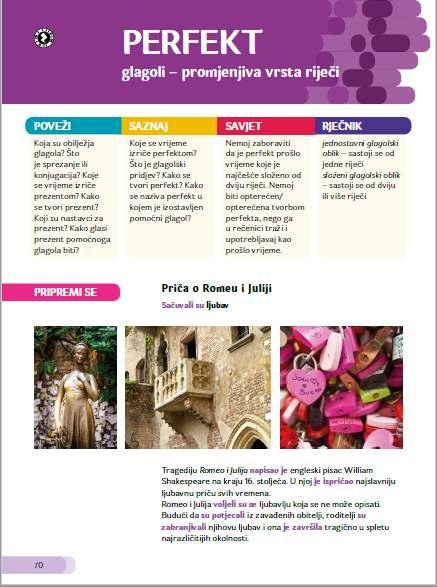 PERFEKT
glagoli – promjenjiva vrsta riječi
POVEŽI
Koja su obilježja
glagola? Što
je sprezanje ili
konjugacija? Koje
se vrijeme izriče
prezentom? Kako
se tvori prezent?
Koji su nastavci za
prezent? Kako glasi
prezent pomoćnoga
glagola biti?
SAZNAJ
Koje se vrijeme
izriče perfektom?
Što je glagolski
pridjev? Kako se
tvori perfekt? Kako
se naziva perfekt u
kojem je izostavljen
pomoćni glagol?
SAVJET
Nemoj zaboraviti
da je perfekt prošlo
vrijeme koje je
najčešće složeno od
dviju riječi. Nemoj
biti opterećen/
opterećena tvorbom
perfekta, nego ga
u rečenici traži i
upotrebljavaj kao
prošlo vrijeme.
RJEČNIK
jednostavni glagolski
oblik – sastoji se od
jedne riječi
složeni glagolski oblik
– sastoji se od dviju
ili više riječi
PRIPREMI SE
Priča o Romeu i Juliji
Sačuvali su ljubav
Tragediju Romeo i Julija napisao je engleski pisac William
Shakespeare na kraju 16. stoljeća. U njoj je ispričao najslavniju
ljubavnu priču svih vremena.
Romeo i Julija voljeli su se ljubavlju koja se ne može opisati.
Budući da su potjecali iz zavađenih obitelji, roditelji su
zabranjivali njihovu ljubav i ona je završila tragično u spletu
najrazličitijih okolnosti.
70